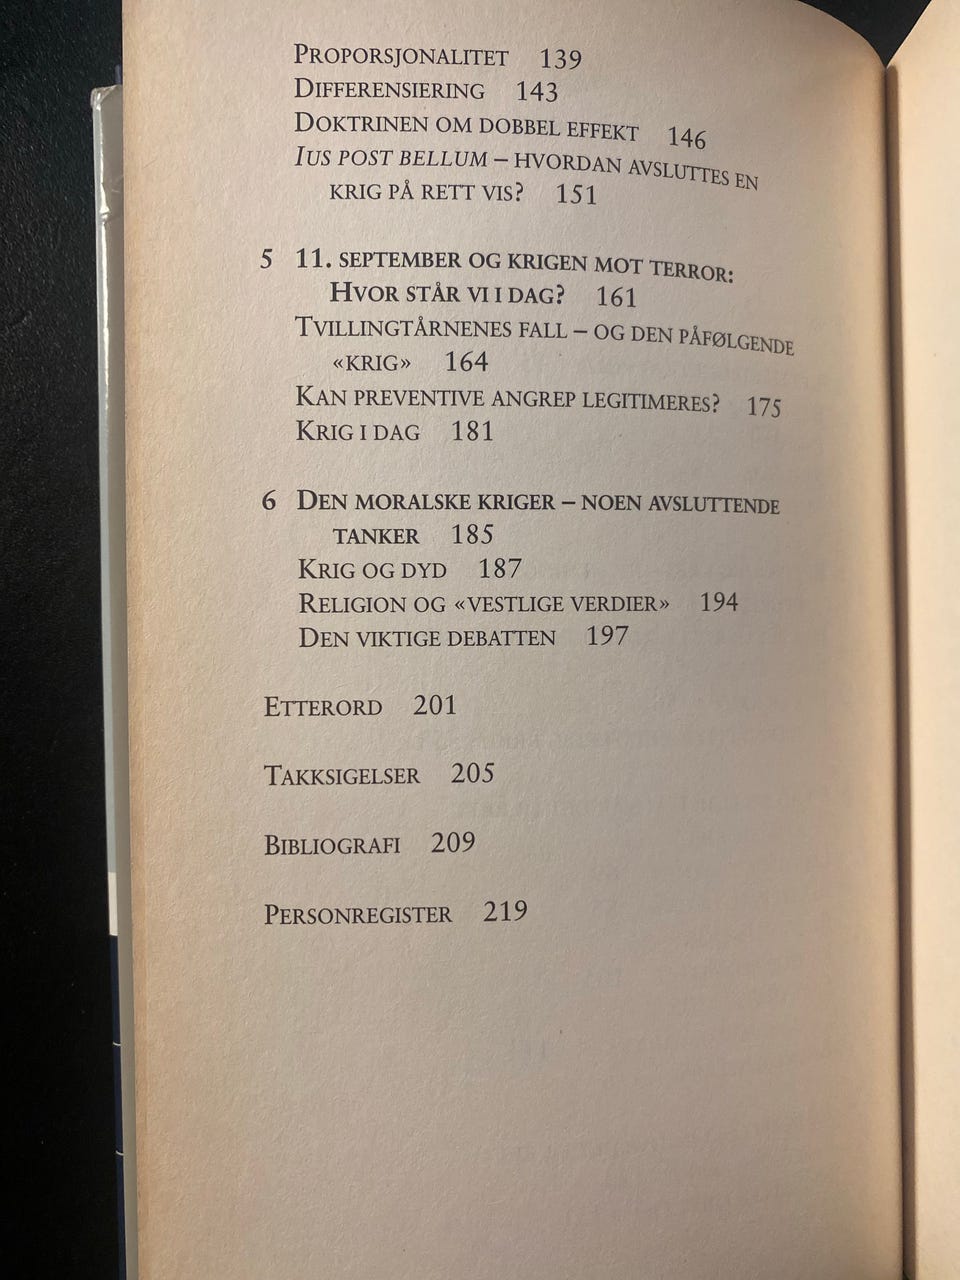 Proporsjonalitet 139
Differensiering 143
Doktrinen om dobbel effekt 146
Ius post bellum – hvordan avsluttes en
krig på rett vis? 151
5 11. september og krigen mot terror:
Hvor står vi i dag? 161
Tvillingtårnenes fall – og den påfølgende
«krig» 164
Kan preventive angrep legitimeres? 175
Krig i dag 181
6 Den moralske kriger – noen avsluttende
tanker 185
Krig og dyd 187
Religion og «vestlige verdier» 194
Den viktige debatten 197
Etterord 201
Takksigelser 205
Bibliografi 209
Personregister 219